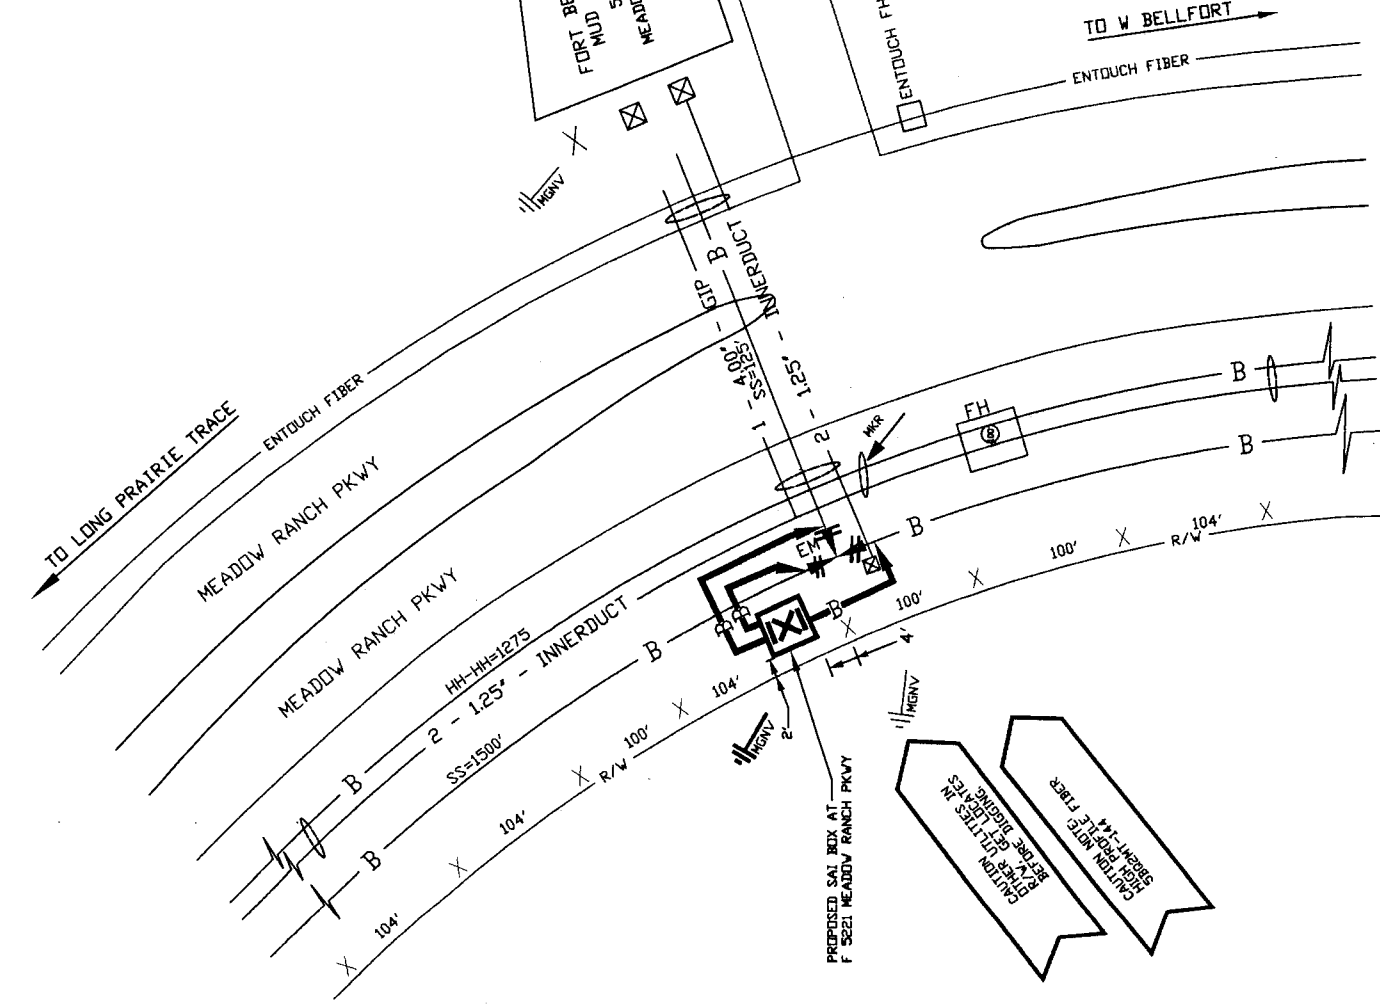 FORT BE
MUD
5
MEADO
ENTOUCH FH
TO W BELLFORT
ENTOUCH FIBER
X
MGNV
B
1 - 4.00" - GIP
SS=125'
2 - 1.25" - INNERDUCT
ENTOUCH FIBER
TO LONG PRAIRIE TRACE
MEADOW RANCH PKWY
MEADOW RANCH PKWY
MKR
FH
8
B
B
B
EM
B
B
B
HH-HH=1275
2 - 1.25" - INNERDUCT
B
B
SS=1500'
B
X
104'
X
104'
X
R/W
100'
X
104'
X
100'
X
100'
X
R/W
104'
X
4'
2'
MGNV
MGNV
PROPOSED SAI BOX AT
F 5221 MEADOW RANCH PKWY
CAUTION UTILITIES IN
OTHER
R/W, GET LOCATES
BEFORE DIGGING.
CAUTION NOTE:
HIGH PROFILE FIBER
5BQ2MT-144